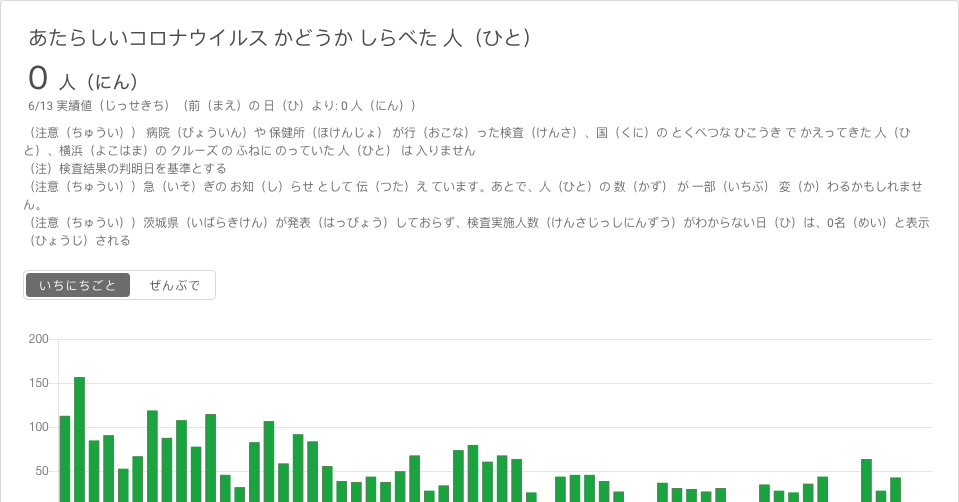 あたらしいコロナウイルス かどうか しらべた 人（ひと）
0 人（にん）
6/13 実績値（じっせきち）（前（まえ）の 日（ひ）より: 0 人（にん））
（注意（ちゅうい）） 病院（びょういん）や 保健所（ほけんじょ） が行（おこな）った検査（けんさ）、国（くに）の とくべつな ひこうき で かえってきた 人（ひ
と）、横浜（よこはま）の クルーズ の ふねに のっていた 人（ひと） は 入りません
（注）検査結果の判明日を基準とする
（注意（ちゅうい））急（いそ）ぎの お知（し）らせ として 伝（つた）え ています。あとで、人（ひと）の 数（かず） が 一部（いちぶ） 変（か）わるかもしれませ
ん。
（注意（ちゅうい））茨城県（いばらきけん）が発表（はっぴょう）しておらず、検査実施人数（けんさじっしにんずう）がわからない日（ひ）は、0名（めい）と表示
（ひょうじ）される
いちにちごと ぜんぶで
200
150
100
50